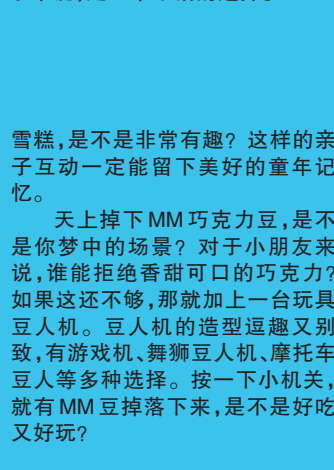 雪糕,是不是非常有趣?这样的亲
子互动一定能留下美好的童年记
忆。
天上掉下MM巧克力豆,是不
是你梦中的场景?对于小朋友来
说,谁能拒绝香甜可口的巧克力?
如果这还不够,那就加上一台玩具
豆人机。豆人机的造型逗趣又别
致,有游戏机、舞狮豆人机、摩托车
豆人等多种选择。按一下小机关,
就有MM豆掉落下来,是不是好吃
又好玩?